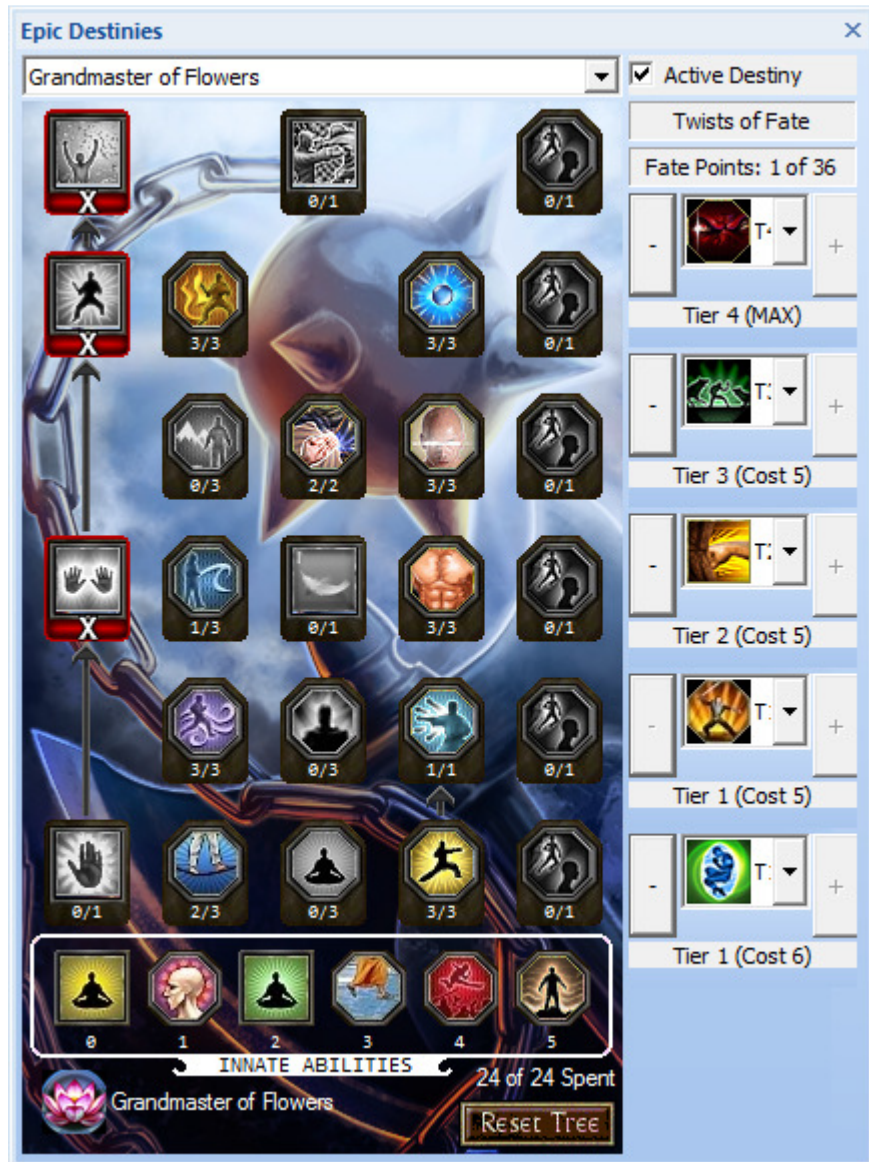 Epic Destinies
Grandmaster of Flowers
Active Destiny
Twists of Fate
Fate Points: 1 of 36
X
0/1
0/1
- T4 +
Tier 4 (MAX)
X
3/3
3/3
0/1
- +
Tier 3 (Cost 5)
0/3
2/2
3/3
0/1
- +
Tier 2 (Cost 5)
X
1/3
0/1
3/3
0/1
- +
Tier 1 (Cost 5)
3/3
0/3
1/1
0/1
- +
Tier 1 (Cost 6)
0/1
2/3
0/3
3/3
0/1
0 1 2 3 4 5
INNATE ABILITIES
24 of 24 Spent
Grandmaster of Flowers
Reset Tree